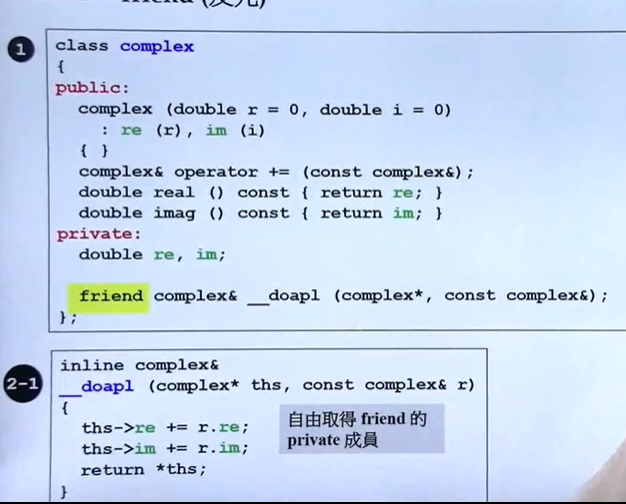 friend (友元)
1
class complex
{
public:
complex (double r = 0, double i = 0)
: re (r), im (i)
{ }
complex& operator += (const complex&);
double real () const { return re; }
double imag () const { return im; }
private:
double re, im;
friend complex& __doapl (complex*, const complex&);
};
2-1
inline complex&
__doapl (complex* ths, const complex& r)
{
ths->re += r.re;
ths->im += r.im;
return *ths;
}
自由取得 friend 的
private 成員